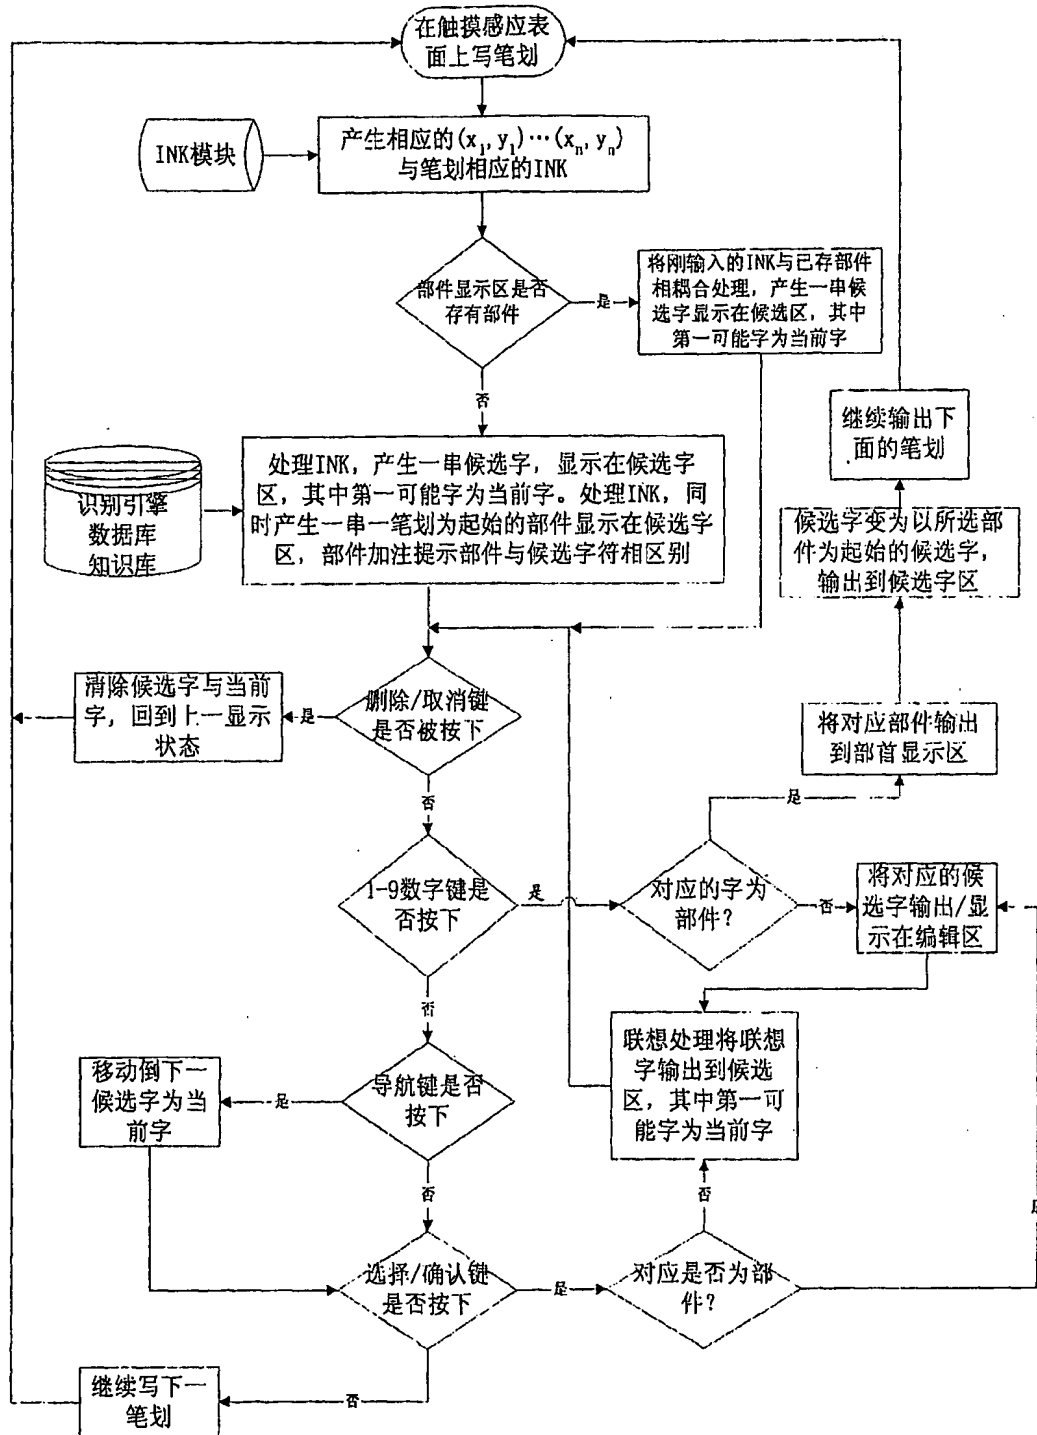 在触摸感应表
面上写笔划
INK模块
产生相应的(x₁,y₁)…(xₙ,yₙ)
与笔划相应的INK
部件显示区是否
存有部件
是
将刚输入的INK与已存部件
相耦合处理，产生一串候
选字显示在候选区，其中
第一可能字为当前字
否
继续输出下
面的笔划
识别引擎
数据库
知识库
处理INK，产生一串候选字，显示在候选字
区，其中第一可能字为当前字。处理INK，同
时产生一串一笔划为起始的部件显示在候选字
区，部件加注提示部件与候选字符相区别
候选字变为以所选部
件为起始的候选字，
输出到候选字区
消除候选字与当前
字，回到上一显示
状态
是
删除/取消键
是否被按下
将对应部件输出
到部首显示区
否
是
1-9数字键是
否按下
是
对应的字为
部件？
否
将对应的候
选字输出/显
示在编辑区
否
移动倒下一
候选字为当
前字
是
导航键是否
按下
联想处理将联想
字输出到候选
区，其中第一可
能字为当前字
否
否
选择/确认键
是否按下
是
对应是否为部
件？
继续写下一
笔划
否